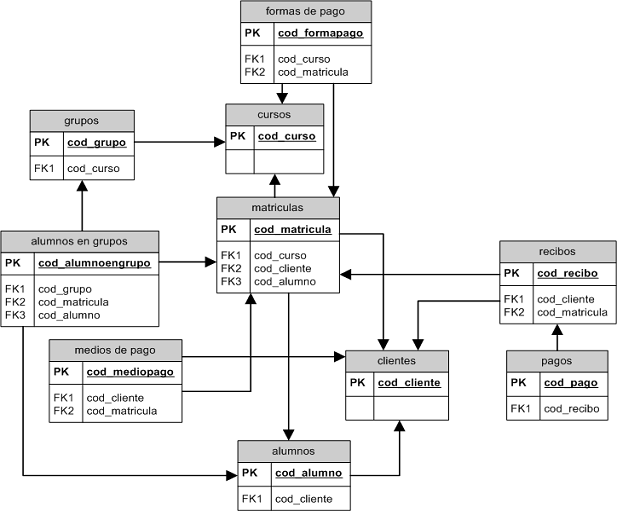 formas de pago
PK cod_formapago
FK1 cod_curso
FK2 cod_matricula
grupos
PK cod_grupo
FK1 cod_curso
cursos
PK cod_curso
matriculas
PK cod_matricula
FK1 cod_curso
FK2 cod_cliente
FK3 cod_alumno
alumnos en grupos
PK cod_alumnoengrupo
FK1 cod_grupo
FK2 cod_matricula
FK3 cod_alumno
recibos
PK cod_recibo
FK1 cod_cliente
FK2 cod_matricula
medios de pago
PK cod_mediopago
FK1 cod_cliente
FK2 cod_matricula
clientes
PK cod_cliente
pagos
PK cod_pago
FK1 cod_recibo
alumnos
PK cod_alumno
FK1 cod_cliente